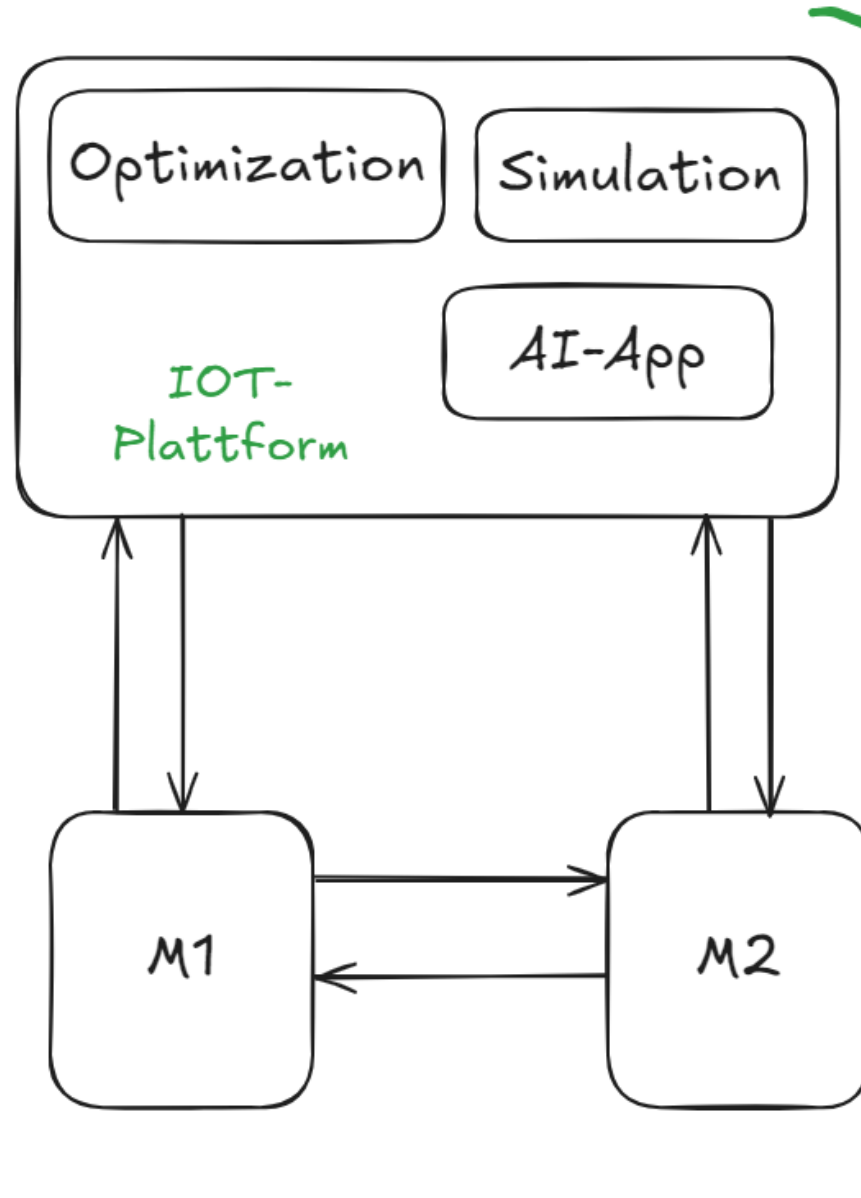 Optimization
Simulation
AI-App
IOT-
Plattform
M1
M2